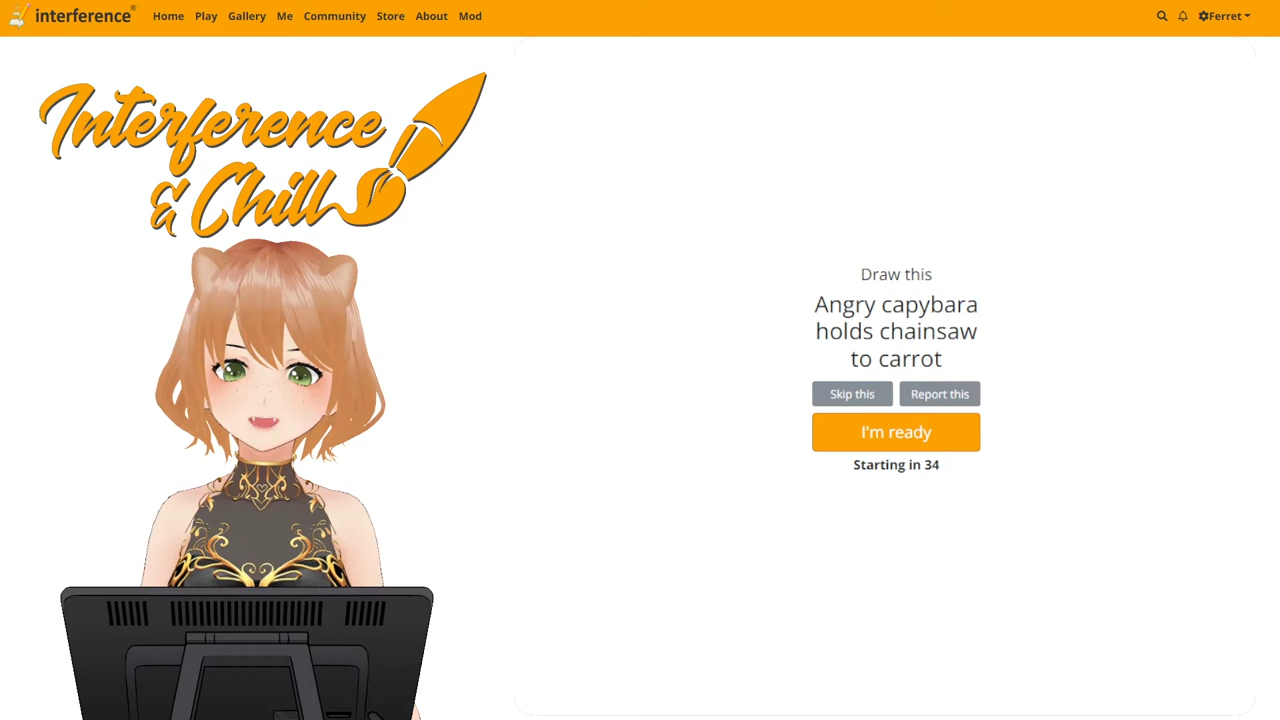 interference®
Home Play Gallery Me Community Store About Mod
Ferret
Interference
& Chill
Draw this
Angry capybara
holds chainsaw
to carrot
Skip this Report this
I'm ready
Starting in 34